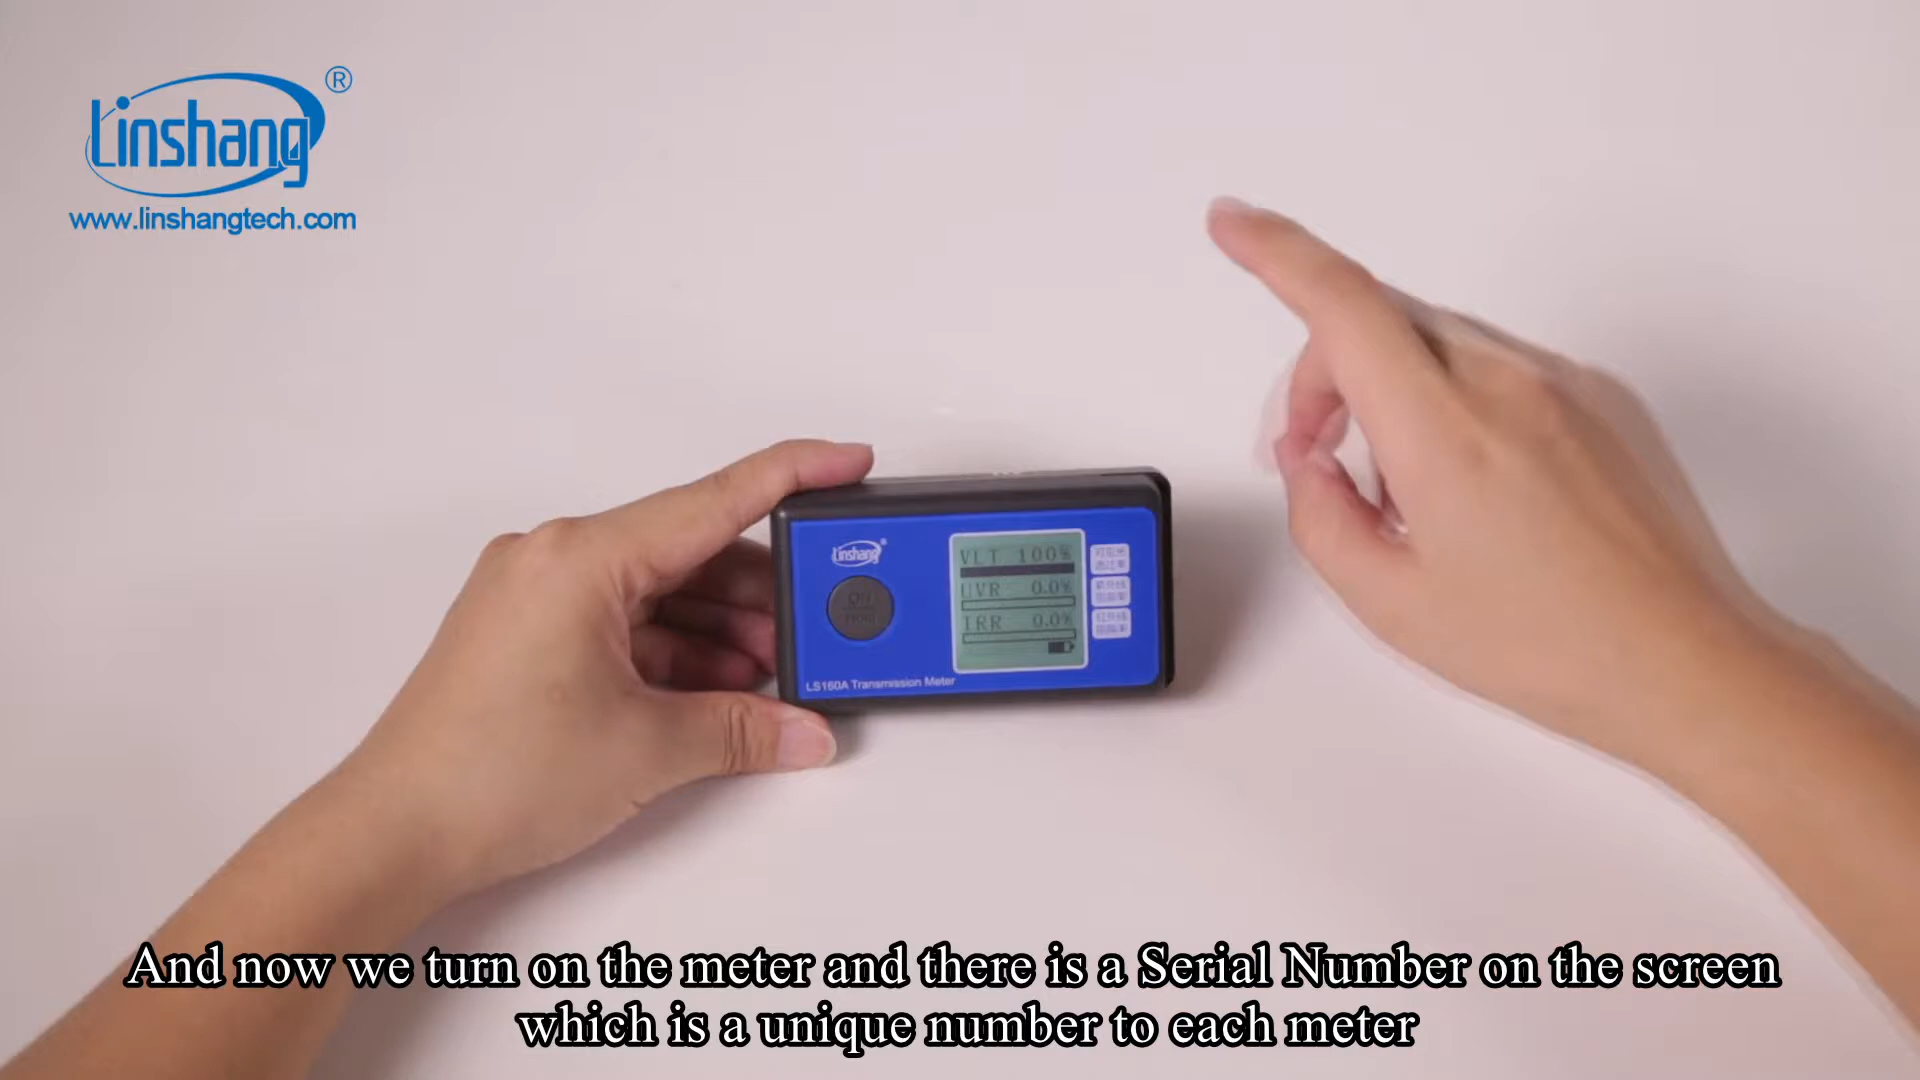 Linshang®
www.linshangtech.com
Linshang®
ON
VLT 100%
UVR 0.0%
IRR 0.0%
LS160A Transmission Meter
And now we turn on the meter and there is a Serial Number on the screen
which is a unique number to each meter